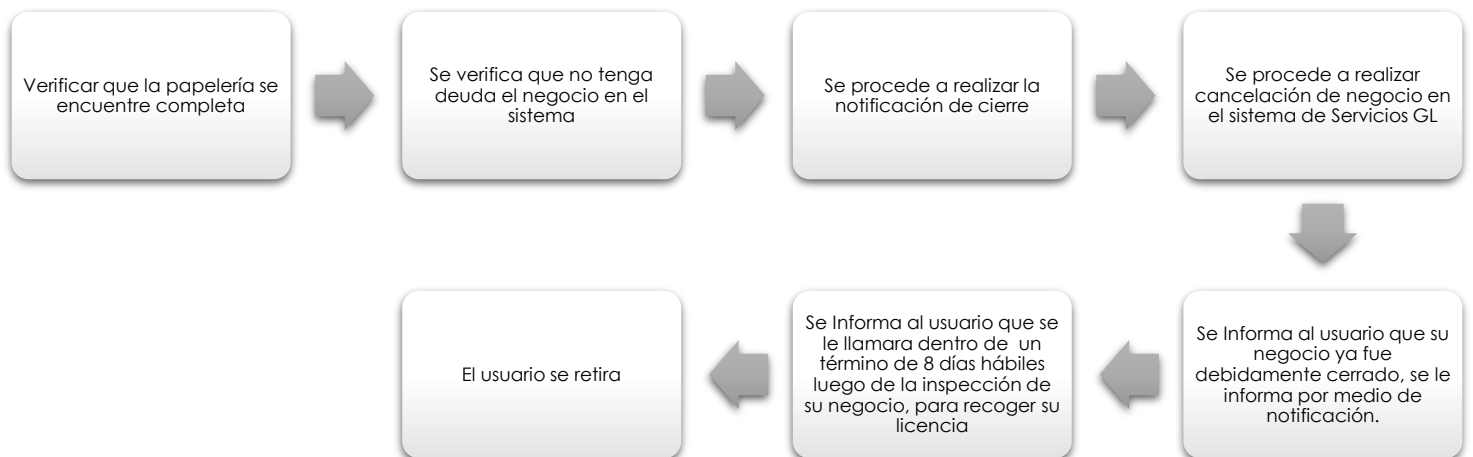 Verificar que la papelería se
encuentre completa
Se verifica que no tenga
deuda el negocio en el
sistema
Se procede a realizar la
notificación de cierre
Se procede a realizar
cancelación de negocio en
el sistema de Servicios GL
Se Informa al usuario que su
negocio ya fue
debidamente cerrado, se le
informa por medio de
notificación.
Se Informa al usuario que se
le llamara dentro de un
término de 8 días hábiles
luego de la inspección de
su negocio, para recoger su
licencia
El usuario se retira